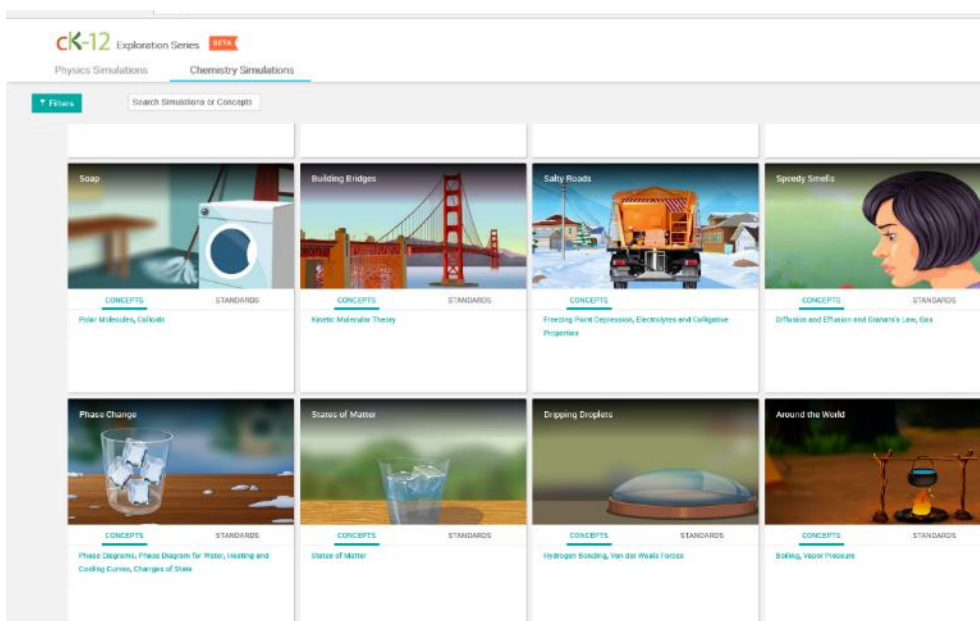 cK-12 Exploration Series BETA
Physics Simulations Chemistry Simulations
Filters Search Simulations or Concepts
Soap Building Bridges Salty Roads Speedy Smells
CONCEPTS STANDARDS CONCEPTS STANDARDS CONCEPTS CONCEPTS STANDARDS
Polar Molecules, Colloids Kinetic Molecular Theory Freezing Point Depression, Electrolytes and Colligative Diffusion and Effusion and Graham's Law, Gas
Properties
Phase Change States of Matter Dripping Droplets Around the World
CONCEPTS STANDARDS CONCEPTS STANDARDS CONCEPTS STANDARDS CONCEPTS STANDARDS
Phase Diagrams, Phase Diagram for Water, Heating and States of Matter Hydrogen Bonding, Van der Waals Forces Boiling, Vapor Pressure
Cooling Curves, Changes of State